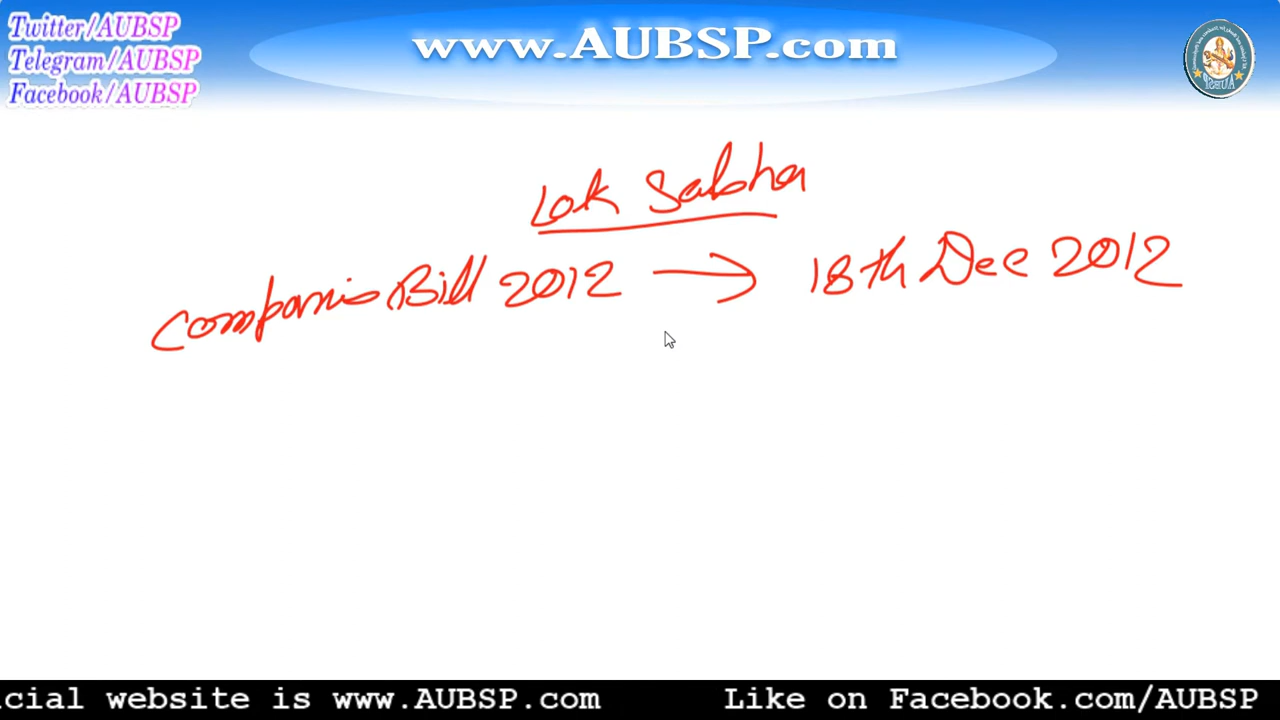 Twitter/AUBSP
Telegram/AUBSP
Facebook/AUBSP
www.AUBSP.com
Lok Sabha
Companies Bill 2012 → 18th Dec 2012
cial website is www.AUBSP.com Like on Facebook.com/AUBSP